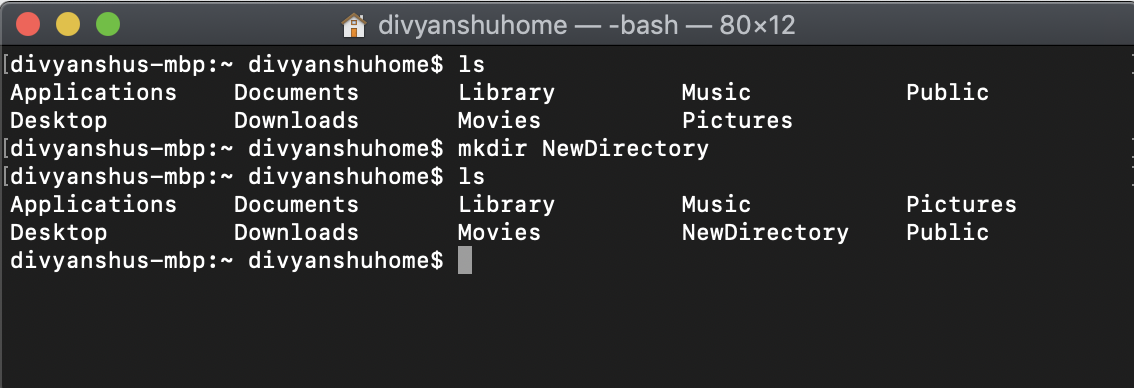 divyanshuhome — -bash — 80×12
[divyanshus-mbp:~ divyanshuhome$ ls
Applications    Documents       Library         Music           Public
Desktop         Downloads       Movies          Pictures
[divyanshus-mbp:~ divyanshuhome$ mkdir NewDirectory
[divyanshus-mbp:~ divyanshuhome$ ls
Applications    Documents       Library         Music           Pictures
Desktop         Downloads       Movies          NewDirectory    Public
divyanshus-mbp:~ divyanshuhome$